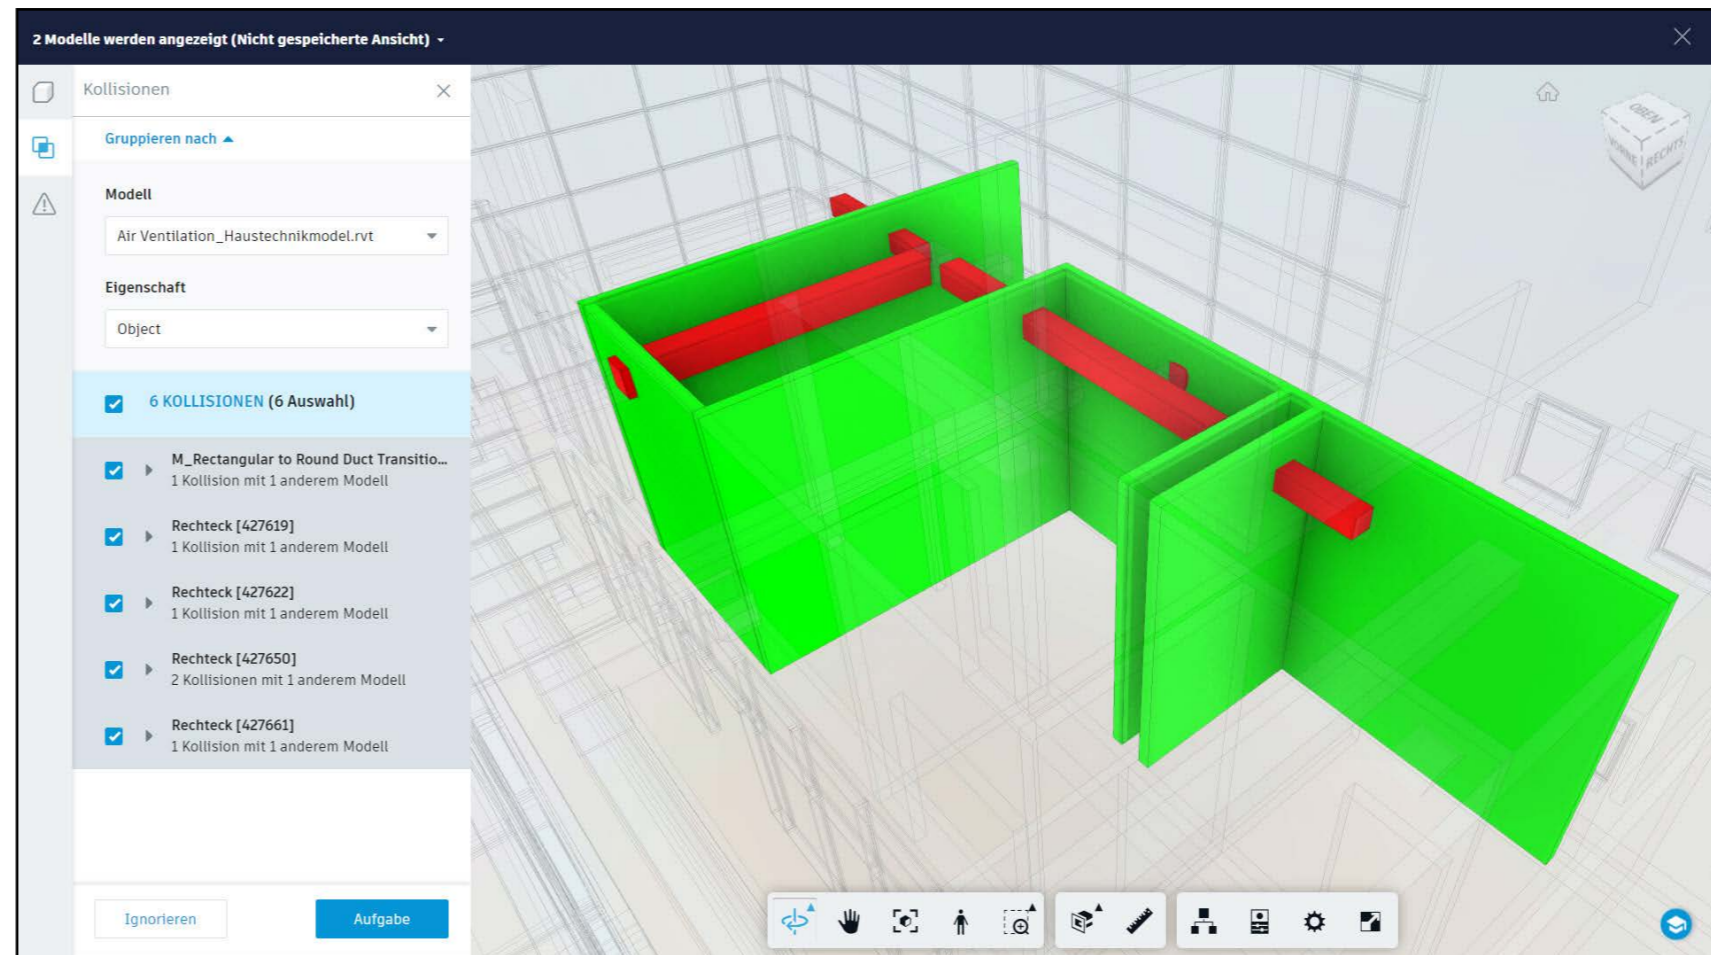 2 Modelle werden angezeigt (Nicht gespeicherte Ansicht)
Kollisionen
Gruppieren nach
Modell
Air Ventilation_Haustechnikmodel.rvt
Eigenschaft
Object
6 KOLLISIONEN (6 Auswahl)
M_Rectangular to Round Duct Transitio...
1 Kollision mit 1 anderem Modell
Rechteck [427619]
1 Kollision mit 1 anderem Modell
Rechteck [427622]
1 Kollision mit 1 anderem Modell
Rechteck [427650]
2 Kollisionen mit 1 anderem Modell
Rechteck [427661]
1 Kollision mit 1 anderem Modell
Ignorieren
Aufgabe
OBEN
VORNE
RECHTS